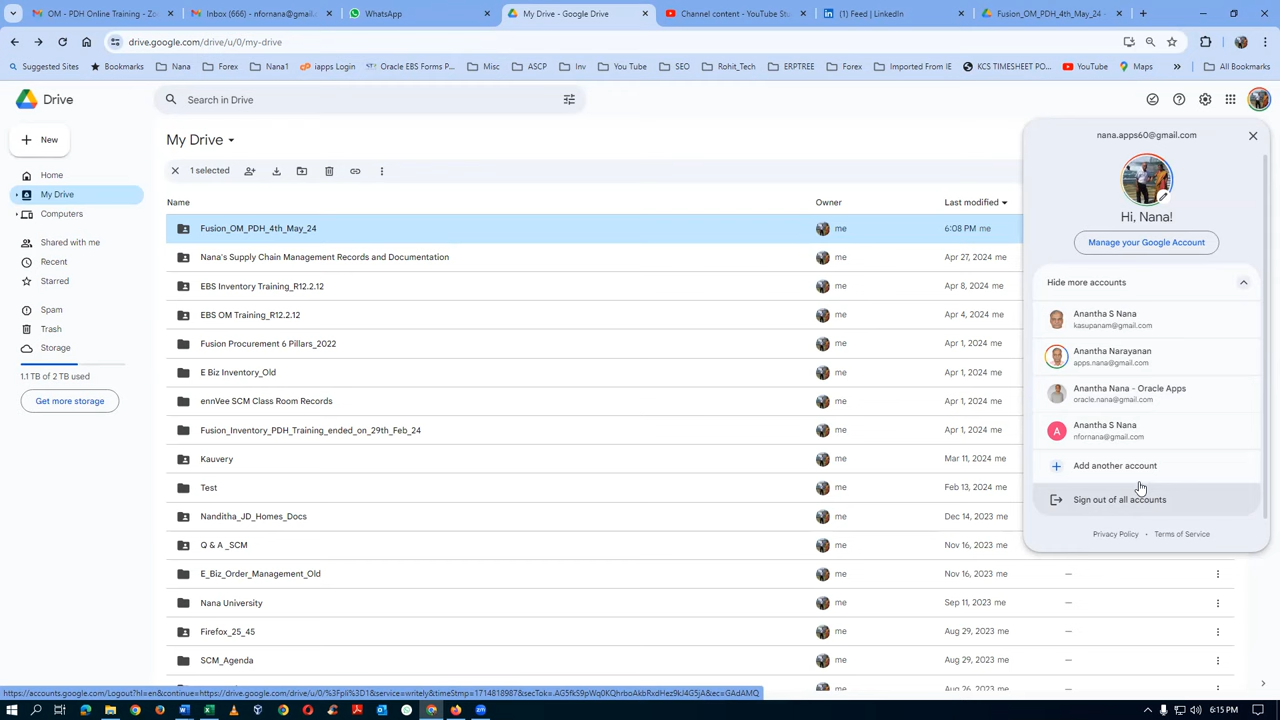 OM - PDH Online Training - Zo
Inbox (666) - nfornana@gmail.c
WhatsApp
My Drive - Google Drive
Channel content - YouTube Stu
(1) Feed | LinkedIn
Fusion_OM_PDH_4th_May_24 -
drive.google.com/drive/u/0/my-drive
Suggested Sites
Bookmarks
Nana
Forex
Nana1
iapps Login
Oracle EBS Forms P...
Misc
ASCP
Inv
You Tube
SEO
Rohit_Tech
ERPTREE
Forex
Imported From IE
KCS TIMESHEET PO...
YouTube
Maps
All Bookmarks
Drive
Search in Drive
nana.apps60@gmail.com
New
My Drive
1 selected
Home
My Drive
Computers
Shared with me
Recent
Starred
Spam
Trash
Storage
1.1 TB of 2 TB used
Get more storage
Name
Owner
Last modified
Fusion_OM_PDH_4th_May_24 me 6:08 PM me
Nana's Supply Chain Management Records and Documentation me Apr 27, 2024 me
EBS Inventory Training_R12.2.12 me Apr 8, 2024 me
EBS OM Training_R12.2.12 me Apr 4, 2024 me
Fusion Procurement 6 Pillars_2022 me Apr 1, 2024 me
E Biz Inventory_Old me Apr 1, 2024 me
ennVee SCM Class Room Records me Apr 1, 2024 me
Fusion_Inventory_PDH_Training_ended_on_29th_Feb_24 me Apr 1, 2024 me
Kauvery me Mar 11, 2024 me
Test me Feb 13, 2024 me
Nanditha_JD_Homes_Docs me Dec 14, 2023 me
Q & A _SCM me Nov 16, 2023 me
E_Biz_Order_Management_Old me Nov 16, 2023 me —
Nana University me Sep 11, 2023 me —
Firefox_25_45 me Aug 29, 2023 me —
SCM_Agenda me Aug 29, 2023 me —
me Aug 26, 2023 me
Hi, Nana!
Manage your Google Account
Hide more accounts
Anantha S Nana
kasupanam@gmail.com
Anantha Narayanan
apps.nana@gmail.com
Anantha Nana - Oracle Apps
oracle.nana@gmail.com
A
Anantha S Nana
nfornana@gmail.com
Add another account
Sign out of all accounts
Privacy Policy • Terms of Service
6:15 PM